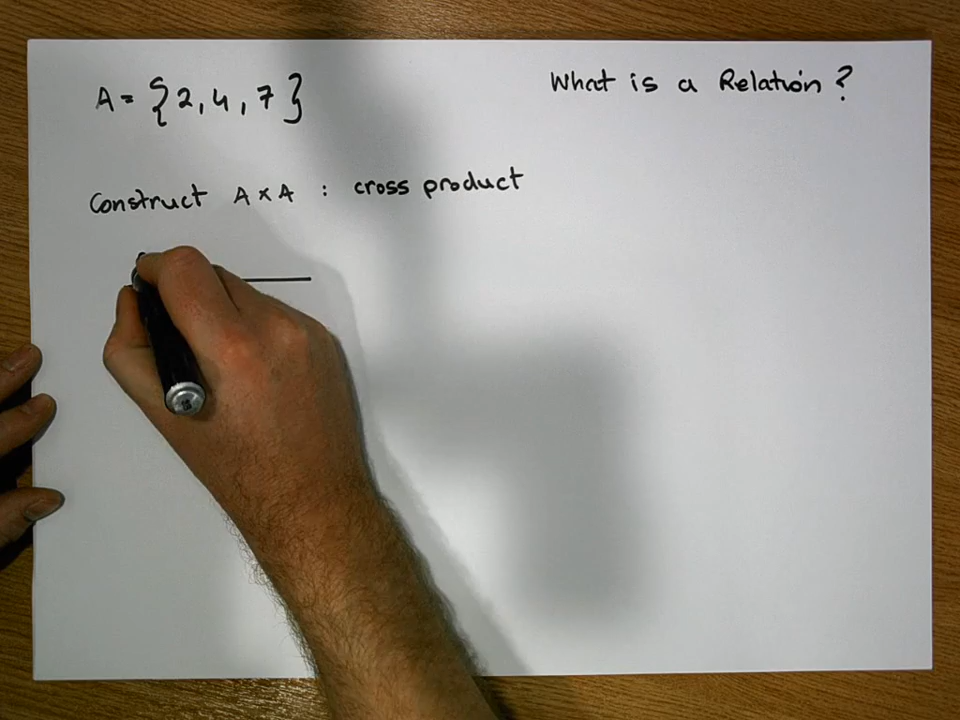 A = {2, 4, 7}
What is a Relation?
Construct A × A : cross product